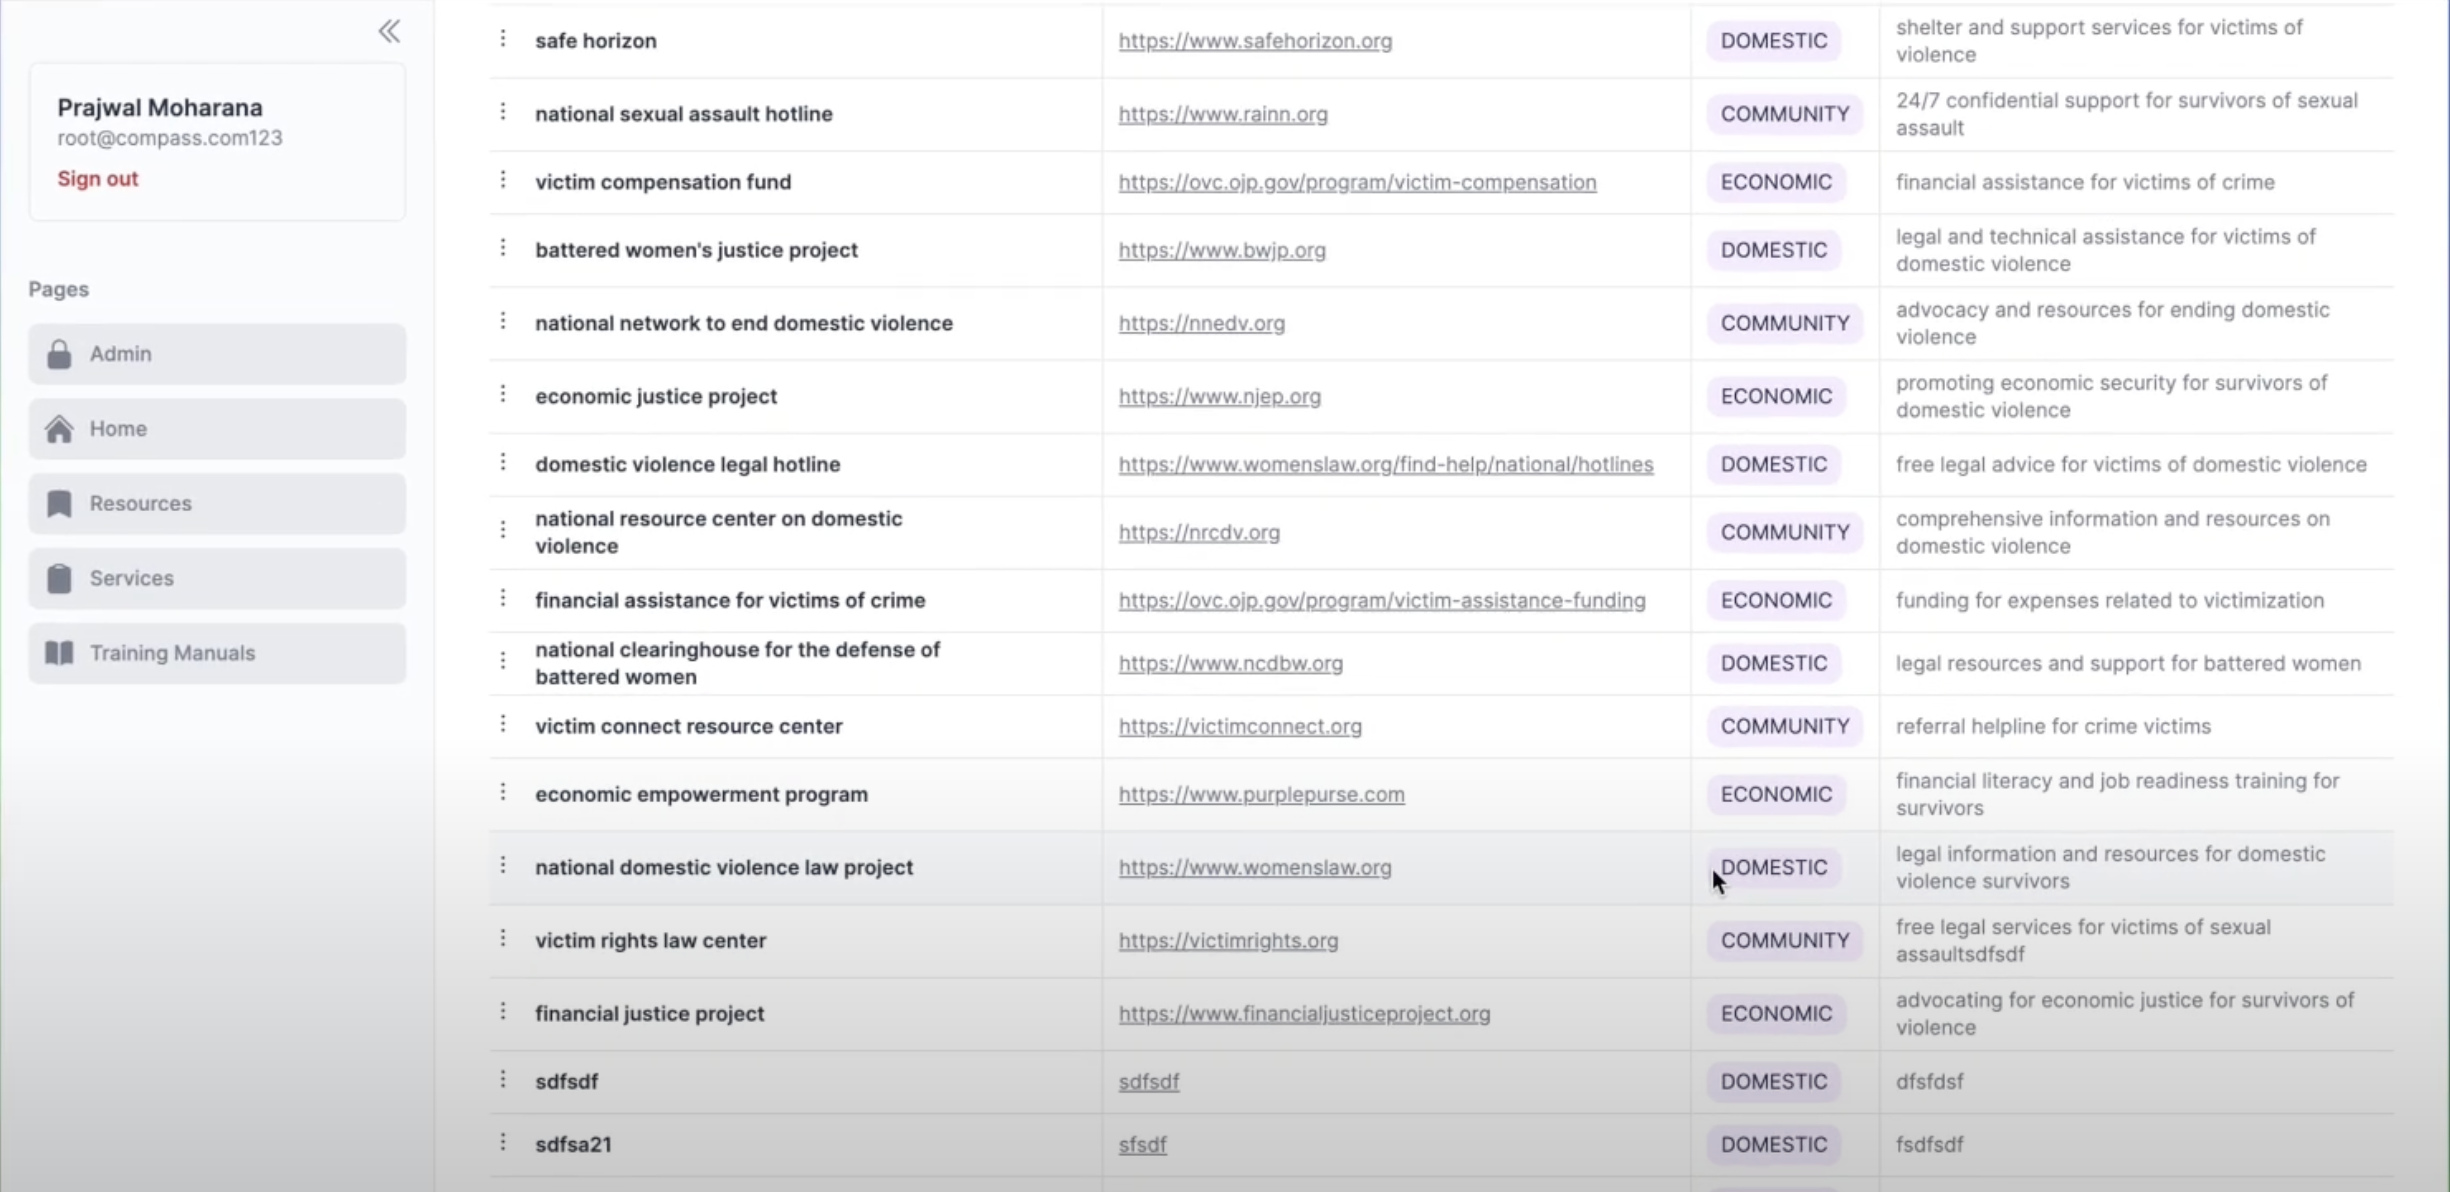 Prajwal Moharana
root@compass.com123
Sign out
Pages
Admin
Home
Resources
Services
Training Manuals
safe horizon https://www.safehorizon.org DOMESTIC shelter and support services for victims of
violence
national sexual assault hotline https://www.rainn.org COMMUNITY 24/7 confidential support for survivors of sexual
assault
victim compensation fund https://ovc.ojp.gov/program/victim-compensation ECONOMIC financial assistance for victims of crime
battered women's justice project https://www.bwjp.org DOMESTIC legal and technical assistance for victims of
domestic violence
national network to end domestic violence https://nnedv.org COMMUNITY advocacy and resources for ending domestic
violence
economic justice project https://www.njep.org ECONOMIC promoting economic security for survivors of
domestic violence
domestic violence legal hotline https://www.womenslaw.org/find-help/national/hotlines DOMESTIC free legal advice for victims of domestic violence
national resource center on domestic
violence https://nrcdv.org COMMUNITY comprehensive information and resources on
domestic violence
financial assistance for victims of crime https://ovc.ojp.gov/program/victim-assistance-funding ECONOMIC funding for expenses related to victimization
national clearinghouse for the defense of
battered women https://www.ncdbw.org DOMESTIC legal resources and support for battered women
victim connect resource center https://victimconnect.org COMMUNITY referral helpline for crime victims
economic empowerment program https://www.purplepurse.com ECONOMIC financial literacy and job readiness training for
survivors
national domestic violence law project https://www.womenslaw.org DOMESTIC legal information and resources for domestic
violence survivors
victim rights law center https://victimrights.org COMMUNITY free legal services for victims of sexual
assaultsdfsdf
financial justice project https://www.financialjusticeproject.org ECONOMIC advocating for economic justice for survivors of
violence
sdfsdf sdfsdf DOMESTIC dfsfdsf
sdfsa21 sfsdf DOMESTIC fsdfsdf